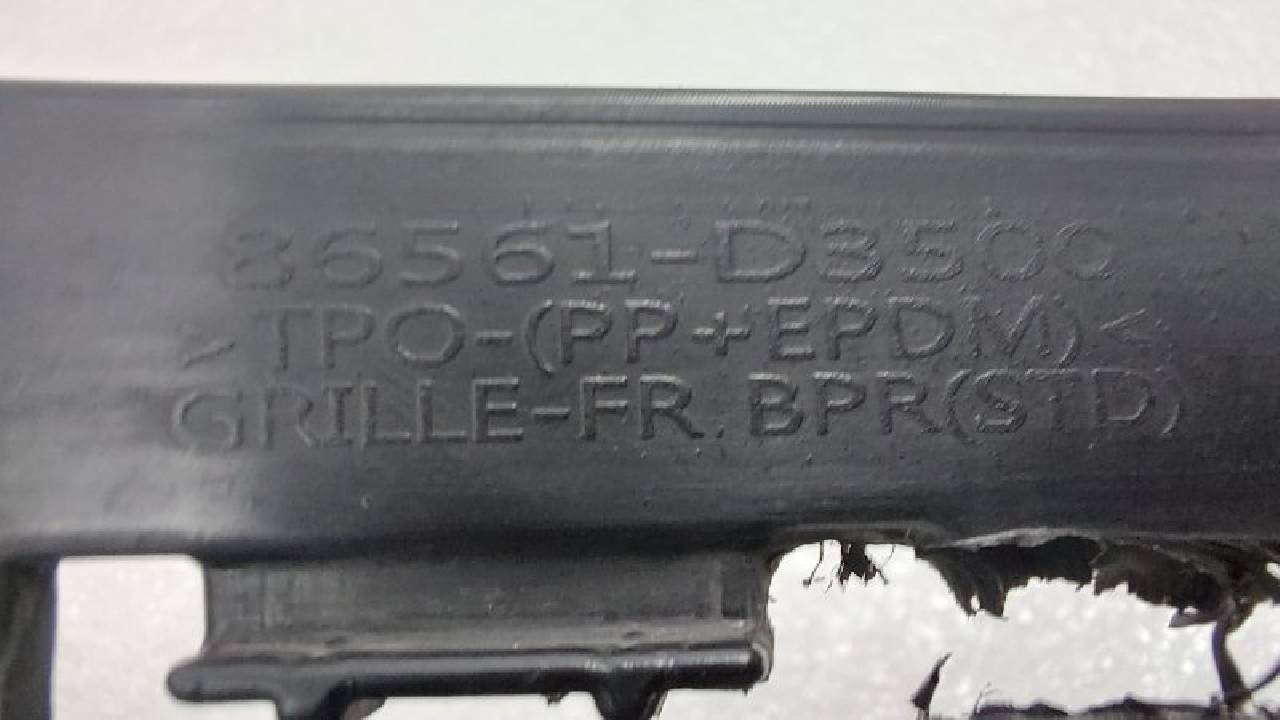 86561-D3500
>TPO-(PP+EPDM)<
GRILLE-FR.BPR(STD)